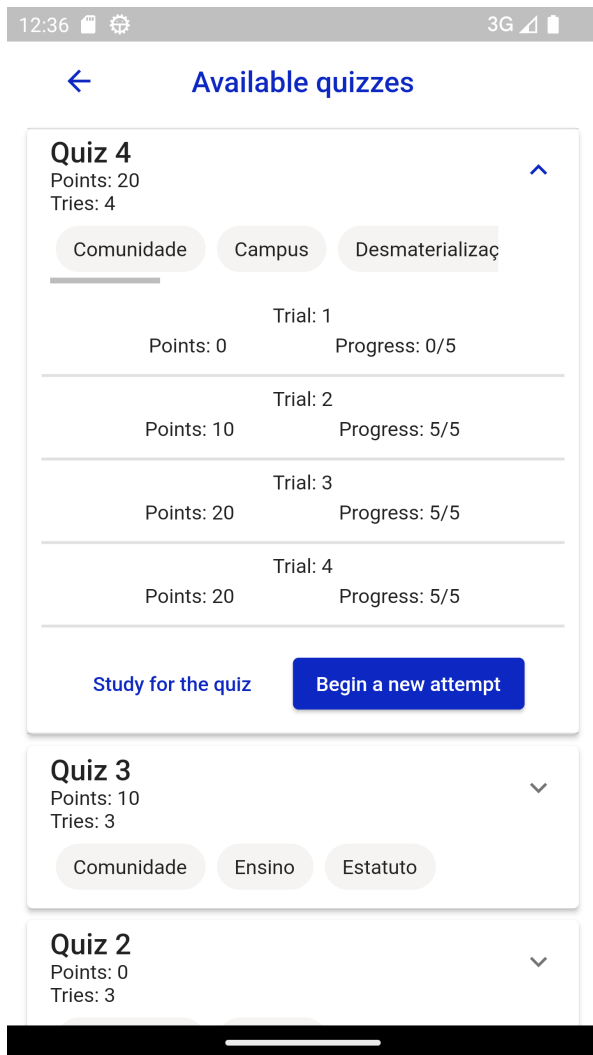 12:36 3G
Available quizzes
Quiz 4
Points: 20
Tries: 4
Comunidade Campus Desmaterializaç
Trial: 1
Points: 0 Progress: 0/5
Trial: 2
Points: 10 Progress: 5/5
Trial: 3
Points: 20 Progress: 5/5
Trial: 4
Points: 20 Progress: 5/5
Study for the quiz Begin a new attempt
Quiz 3
Points: 10
Tries: 3
Comunidade Ensino Estatuto
Quiz 2
Points: 0
Tries: 3